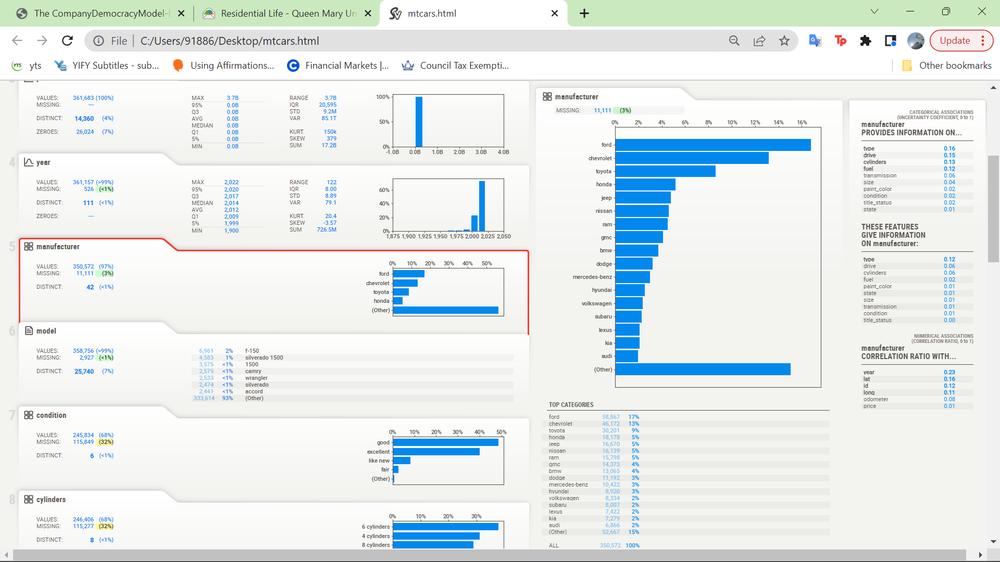 The CompanyDemocracyModel-E
Residential Life - Queen Mary Un
mtcars.html
File
C:/Users/91886/Desktop/mtcars.html
Update
yts
YIFY Subtitles - sub...
Using Affirmations...
Financial Markets |...
Council Tax Exempti...
Other bookmarks
VALUES: 361,683 (100%)
MISSING: ---
DISTINCT: 14,360 (4%)
ZEROES: 26,024 (7%)
MAX 3.7B
95% 0.0B
Q3 0.0B
AVG 0.0B
MEDIAN 0.0B
Q1 0.0B
5% 0.0B
MIN 0.0B
RANGE 3.7B
IQR 20,595
STD 9.2M
VAR 85.1T
KURT. 150k
SKEW 379
SUM 17.2B
100%
50%
0%
-1.0B 0.0B 1.0B 2.0B 3.0B 4.0B
4 year
VALUES: 361,157 (>99%)
MISSING: 526 (<1%)
DISTINCT: 111 (<1%)
ZEROES: ---
MAX 2,022
95% 2,020
Q3 2,017
MEDIAN 2,014
AVG 2,012
Q1 2,009
5% 1,999
MIN 1,900
RANGE 122
IQR 8.00
STD 8.89
VAR 79.1
KURT. 20.4
SKEW -3.57
SUM 726.5M
60%
40%
20%
0%
1,875 1,900 1,925 1,950 1,975 2,000 2,025 2,050
5 manufacturer
VALUES: 350,572 (97%)
MISSING: 11,111 (3%)
DISTINCT: 42 (<1%)
0% 10% 20% 30% 40% 50%
ford
chevrolet
toyota
honda
(Other)
6 model
VALUES: 358,756 (>99%)
MISSING: 2,927 (<1%)
DISTINCT: 25,740 (7%)
6,961 2% f-150
4,583 1% silverado 1500
3,575 <1% 1500
2,575 <1% camry
2,533 <1% wrangler
2,474 <1% silverado
2,441 <1% accord
333,614 93% (Other)
7 condition
VALUES: 245,834 (68%)
MISSING: 115,849 (32%)
DISTINCT: 6 (<1%)
0% 10% 20% 30% 40% 50%
good
excellent
like new
fair
(Other)
8 cylinders
VALUES: 246,406 (68%)
MISSING: 115,277 (32%)
DISTINCT: 8 (<1%)
0% 10% 20% 30%
6 cylinders
4 cylinders
8 cylinders
manufacturer
MISSING: 11,111 (3%)
0% 2% 4% 6% 8% 10% 12% 14% 16%
ford
chevrolet
toyota
honda
jeep
nissan
ram
gmc
bmw
dodge
mercedes-benz
hyundai
volkswagen
subaru
lexus
kia
audi
(Other)
TOP CATEGORIES
ford 58,867 17%
chevrolet 46,172 13%
toyota 30,201 9%
honda 18,178 5%
jeep 16,670 5%
nissan 16,139 5%
ram 15,798 5%
gmc 14,373 4%
bmw 13,065 4%
dodge 11,192 3%
mercedes-benz 10,422 3%
hyundai 8,920 3%
volkswagen 8,334 2%
subaru 8,007 2%
lexus 7,422 2%
kia 7,279 2%
audi 6,866 2%
(Other) 52,667 15%
ALL 350,572 100%
CATEGORICAL ASSOCIATIONS
(UNCERTAINTY COEFFICIENT, 0 to 1)
manufacturer
PROVIDES INFORMATION ON...
type 0.16
drive 0.15
cylinders 0.13
fuel 0.12
transmission 0.06
size 0.04
paint_color 0.02
condition 0.02
title_status 0.02
state 0.01
THESE FEATURES
GIVE INFORMATION
ON manufacturer:
type 0.12
drive 0.06
cylinders 0.06
fuel 0.02
paint_color 0.01
state 0.01
size 0.01
transmission 0.01
condition 0.01
title_status 0.00
NUMERICAL ASSOCIATIONS
(CORRELATION RATIO, 0 to 1)
manufacturer
CORRELATION RATIO WITH...
year 0.23
lat 0.16
id 0.12
long 0.11
odometer 0.08
price 0.01